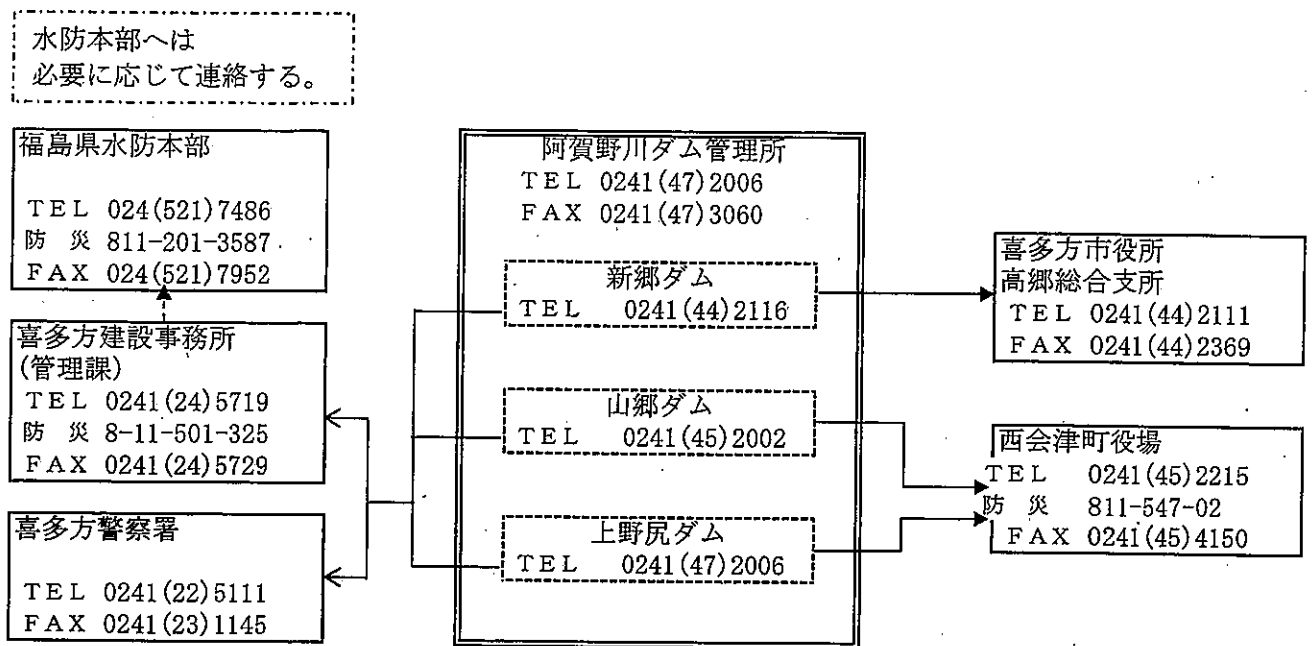 水防本部へは
必要に応じて連絡する。
福島県水防本部
TEL 024(521)7486
防災 811-201-3587
FAX 024(521)7952
喜多方建設事務所
(管理課)
TEL 0241(24)5719
防災 8-11-501-325
FAX 0241(24)5729
喜多方警察署
TEL 0241(22)5111
FAX 0241(23)1145
阿賀野川ダム管理所
TEL 0241(47)2006
FAX 0241(47)3060
新郷ダム
TEL 0241(44)2116
山郷ダム
TEL 0241(45)2002
上野尻ダム
TEL 0241(47)2006
喜多方市役所
高郷総合支所
TEL 0241(44)2111
FAX 0241(44)2369
西会津町役場
TEL 0241(45)2215
防災 811-547-02
FAX 0241(45)4150